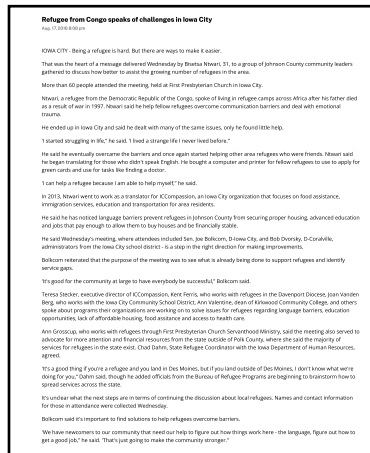 Refugee from Congo speaks of challenges in Iowa City
Aug. 17, 2016 8:00 pm
IOWA CITY - Being a refugee is hard. But there are ways to make it easier.
That was the heart of a message delivered Wednesday by Bisetsa Ntwari, 31, to a group of Johnson County community leaders
gathered to discuss how better to assist the growing number of refugees in the area.
More than 60 people attended the meeting, held at First Presbyterian Church in Iowa City.
Ntwari, a refugee from the Democratic Republic of the Congo, spoke of living in refugee camps across Africa after his father died
as a result of war in 1997. Ntwari said he help fellow refugees overcome communication barriers and deal with emotional
trauma.
He ended up in Iowa City and said he dealt with many of the same issues, only he found little help.
'I started struggling in life,' he said. 'I lived a strange life I never lived before.'
He said he eventually overcame the barriers and once again started helping other area refugees who were friends. Ntwari said
he began translating for those who didn't speak English. He bought a computer and printer for fellow refugees to use to apply for
green cards and use for tasks like finding a doctor.
'I can help a refugee because I am able to help myself,' he said.
In 2013, Ntwari went to work as a translator for ICCompassion, an Iowa City organization that focuses on food assistance,
immigration services, education and transportation for area residents.
He said he has noticed language barriers prevent refugees in Johnson County from securing proper housing, advanced education
and jobs that pay enough to allow them to buy houses and be financially stable.
He said Wednesday's meeting, where attendees included Sen. Joe Bolkcom, D-Iowa City, and Bob Dvorsky, D-Coralville,
administrators from the Iowa City school district - is a step in the right direction for making improvements.
Bolkcom reiterated that the purpose of the meeting was to see what is already being done to support refugees and identify
service gaps.
'It's good for the community at large to have everybody be successful,' Bolkcom said.
Teresa Stecker, executive director of ICCompassion, Kent Ferris, who works with refugees in the Davenport Diocese, Joan Vanden
Berg, who works with the Iowa City Community School District, Ann Valentine, dean of Kirkwood College, and others
spoke about programs their organizations are working on to solve issues for refugees regarding language barriers, education
opportunities, lack of affordable housing, food assistance and access to health care.
Ann Grosscup, who works with refugees through First Presbyterian Church Servanthood Ministry, said the meeting also served to
advocate for more attention and financial resources from the state outside of Polk County, where she said the majority of
services for refugees in the state exist. Chad Dahm, State Refugee Coordinator with the Iowa Department of Human Resources,
agreed.
'It's a good thing if you're a refugee and you land in Des Moines, but if you land outside of Des Moines, I don't know what we're
doing for you,' Dahm said, though he added officials from the Bureau of Refugee Programs are beginning to brainstorm how to
spread services across the state.
It's unclear what the next steps are in terms of continuing the discussion about local refugees. Names and contact information
for those in attendance were collected Wednesday.
Bolkcom said it's important to find solutions to help refugees overcome barriers.
'We have newcomers to our community that need our help to figure out how things work here - the language, figure out how to
get a good job,' he said. 'That's just going to make the community stronger.'